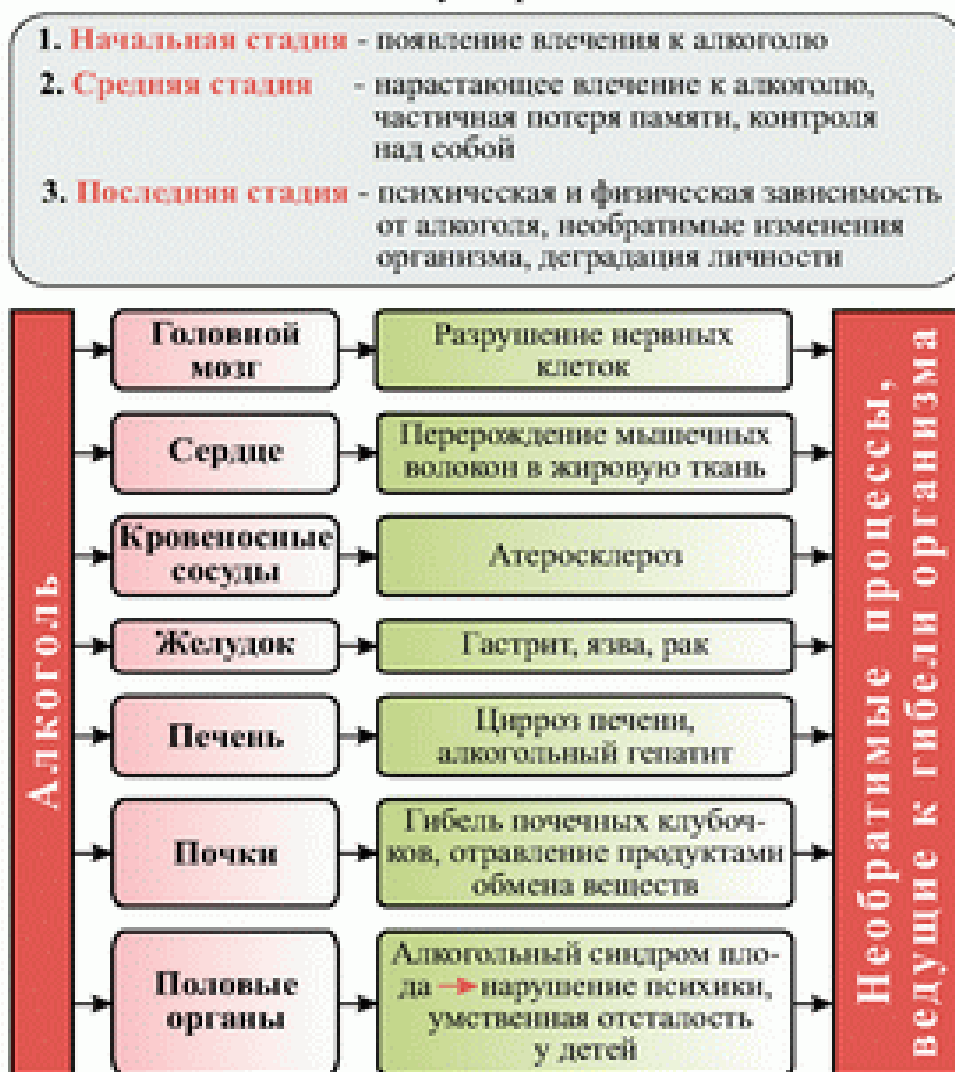 1. Начальная стадия - появление влечения к алкоголю
2. Средняя стадия - нарастающее влечение к алкоголю,
частичная потеря памяти, контроля
над собой
3. Последняя стадия - психическая и физическая зависимость
от алкоголя, необратимые изменения
организма, деградация личности
Алкоголь
Головной
мозг
Разрушение нервных
клеток
Сердце
Перерождение мышечных
волокон в жировую ткань
Кровеносные
сосуды
Атеросклероз
Желудок
Гастрит, язва, рак
Печень
Цирроз печени,
алкогольный гепатит
Почки
Гибель почечных клубоч-
ков, отравление продуктами
обмена веществ
Половые
органы
Алкогольный синдром пло-
да → нарушение психики,
умственная отсталость
у детей
Необратимые процессы,
ведущие к гибели организма